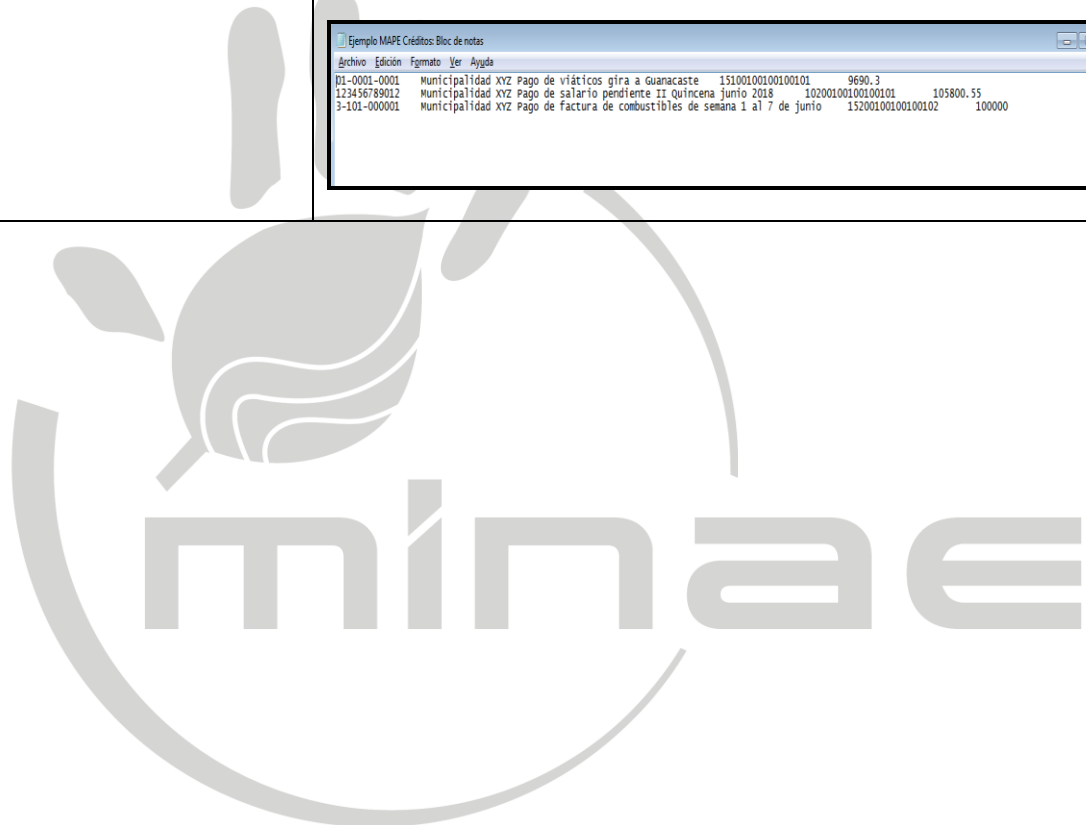 Ejemplo MAPE Créditos: Bloc de notas
Archivo Edición Formato Ver Ayuda
01-0001-0001 Municipalidad XYZ Pago de viáticos gira a Guanacaste 15100100100100101 9690.3
123456789012 Municipalidad XYZ Pago de salario pendiente II Quincena junio 2018 10200100100100101 105800.55
3-101-000001 Municipalidad XYZ Pago de factura de combustibles de semana 1 al 7 de junio 15200100100100102 100000
minae